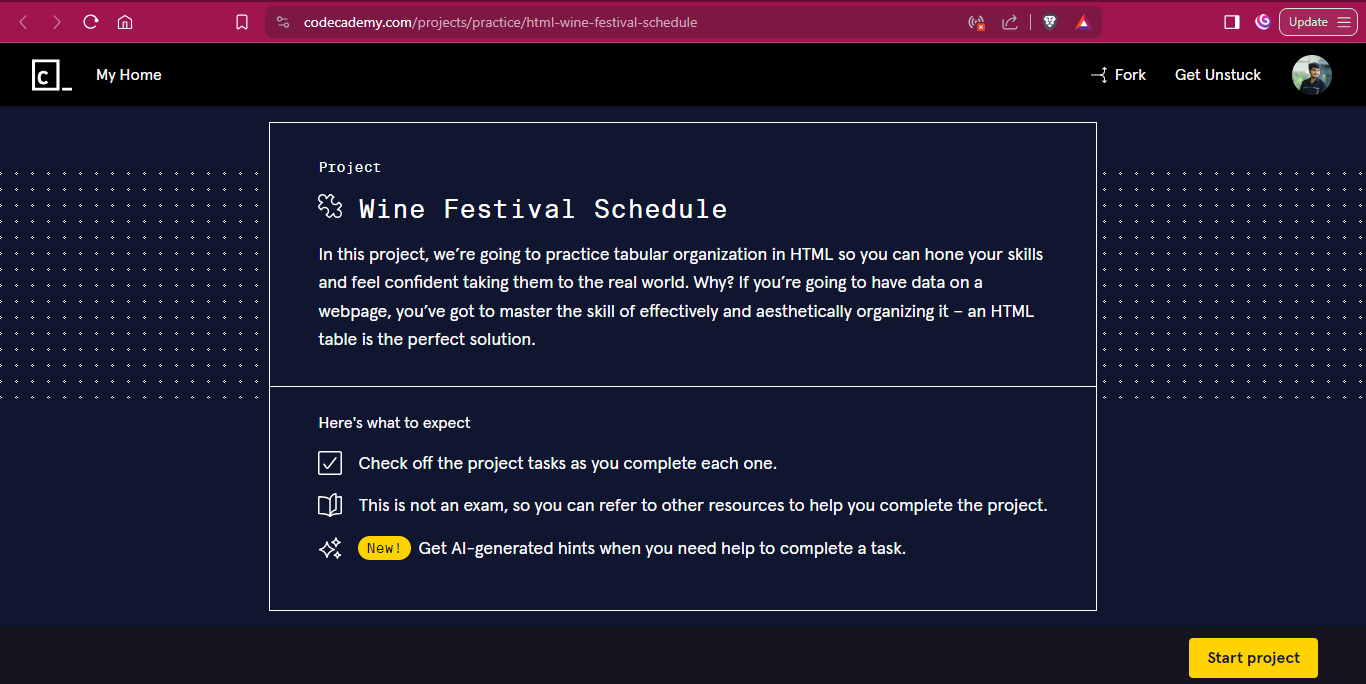 codecademy.com/projects/practice/html-wine-festival-schedule
Update
c_
My Home
Fork
Get Unstuck
Project
Wine Festival Schedule
In this project, we’re going to practice tabular organization in HTML so you can hone your skills
and feel confident taking them to the real world. Why? If you’re going to have data on a
webpage, you’ve got to master the skill of effectively and aesthetically organizing it – an HTML
table is the perfect solution.
Here's what to expect
Check off the project tasks as you complete each one.
This is not an exam, so you can refer to other resources to help you complete the project.
New! Get AI-generated hints when you need help to complete a task.
Start project